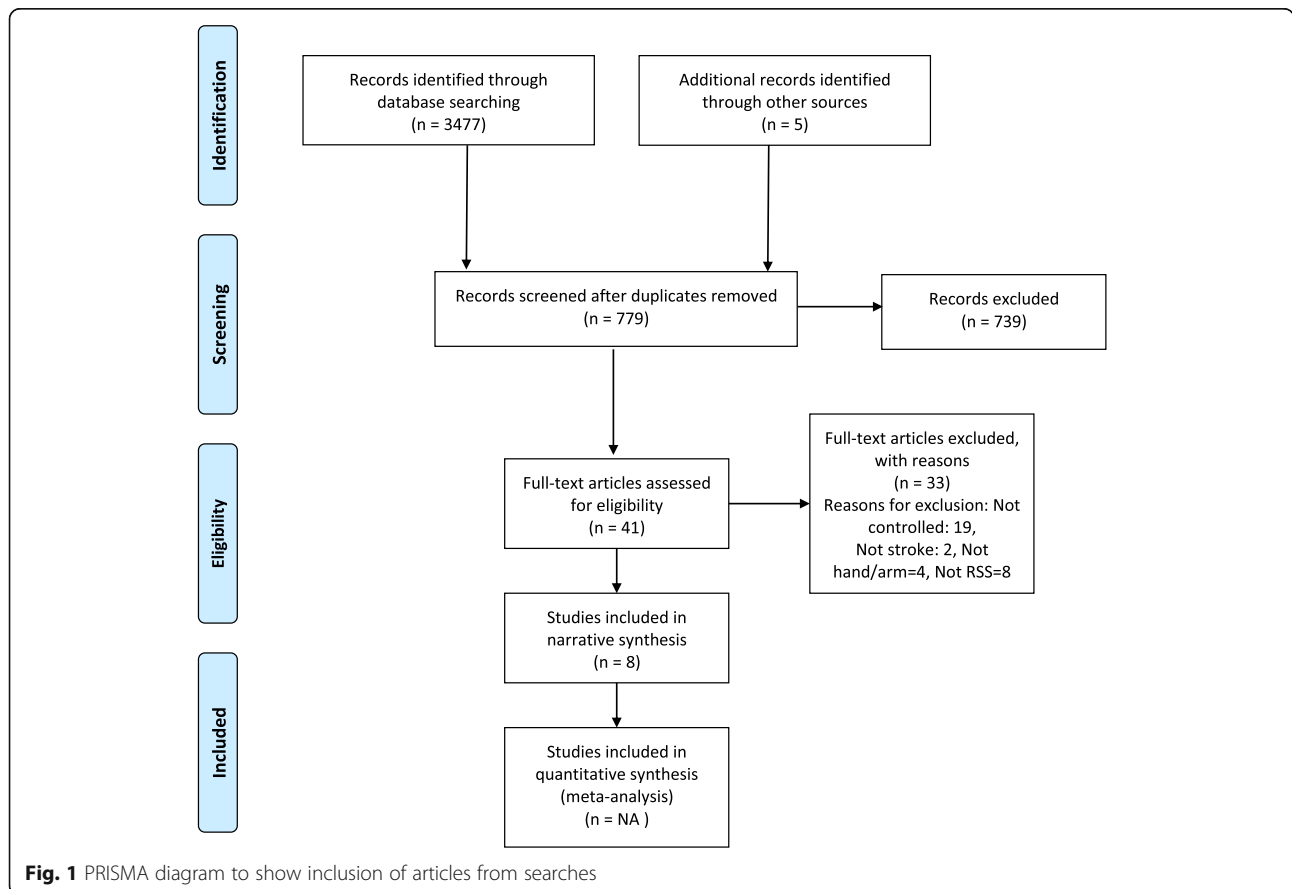 Identification
Records identified through
database searching
(n = 3477)
Additional records identified
through other sources
(n = 5)
Screening
Records screened after duplicates removed
(n = 779)
Records excluded
(n = 739)
Eligibility
Full-text articles assessed
for eligibility
(n = 41)
Full-text articles excluded,
with reasons
(n = 33)
Reasons for exclusion: Not
controlled: 19,
Not stroke: 2, Not
hand/arm=4, Not RSS=8
Studies included in
narrative synthesis
(n = 8)
Included
Studies included in
quantitative synthesis
(meta-analysis)
(n = NA )
Fig. 1 PRISMA diagram to show inclusion of articles from searches